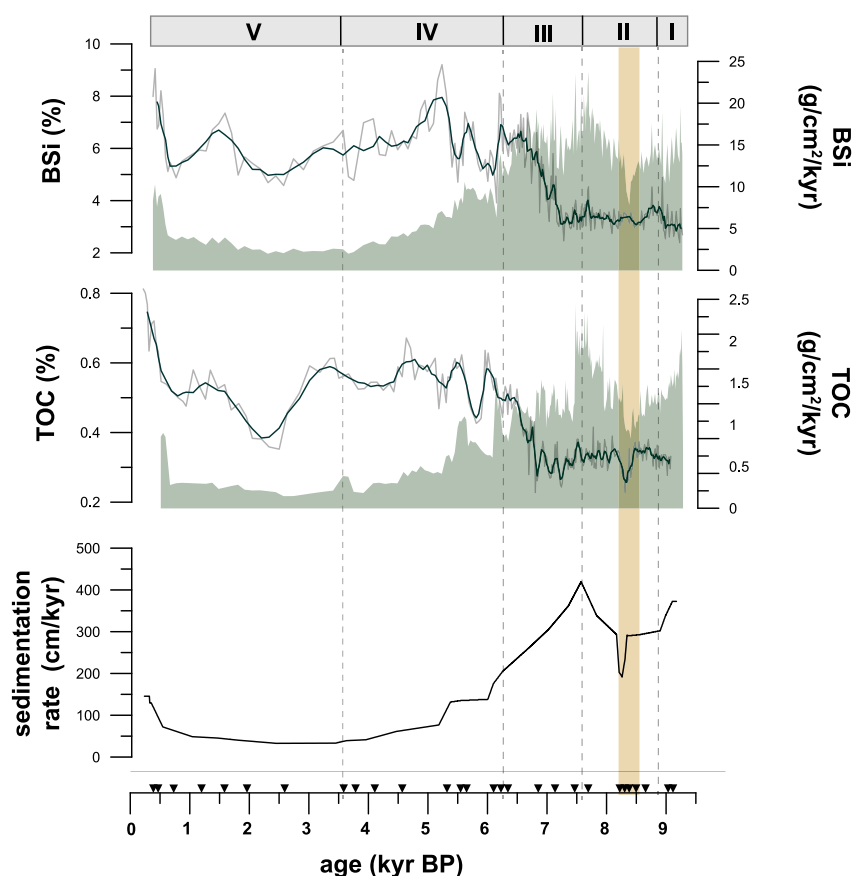 V IV III II I
10
8
6
4
2
BSi (%)
25
20
15
10
5
0
BSi
(g/cm²/kyr)
0.8
0.6
0.4
0.2
TOC (%)
2.5
2
1.5
1
0.5
0
TOC
(g/cm²/kyr)
500
400
300
200
100
0
sedimentation
rate (cm/kyr)
0 1 2 3 4 5 6 7 8 9
age (kyr BP)